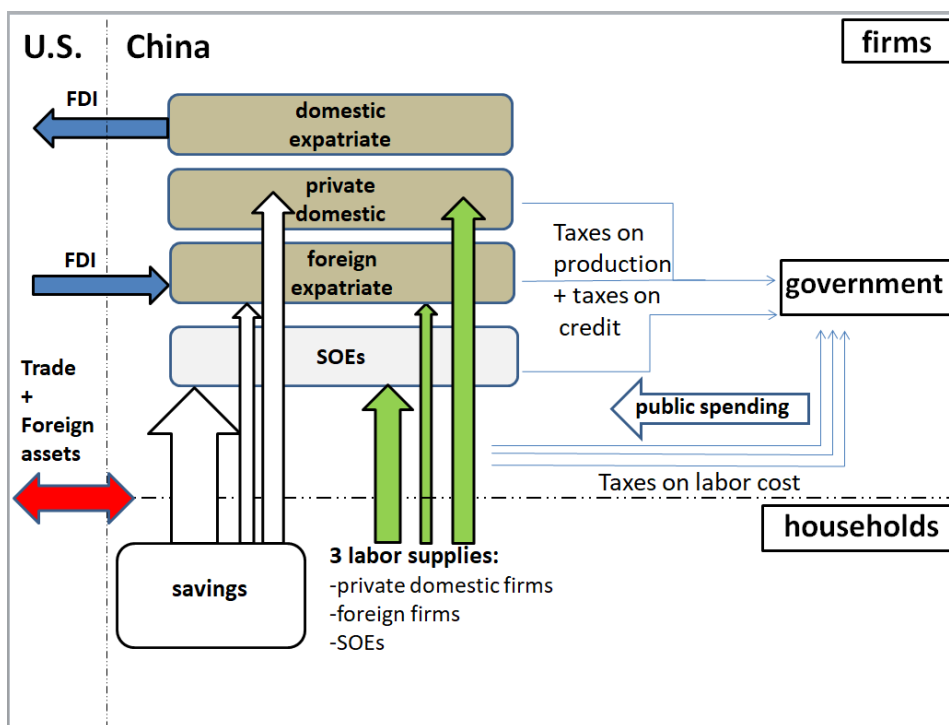 U.S.
China
firms
FDI
domestic
expatriate
private
domestic
FDI
foreign
expatriate
Taxes on
production
+ taxes on
credit
government
SOEs
Trade
+
Foreign
assets
public spending
Taxes on labor cost
households
savings
3 labor supplies:
-private domestic firms
-foreign firms
-SOEs